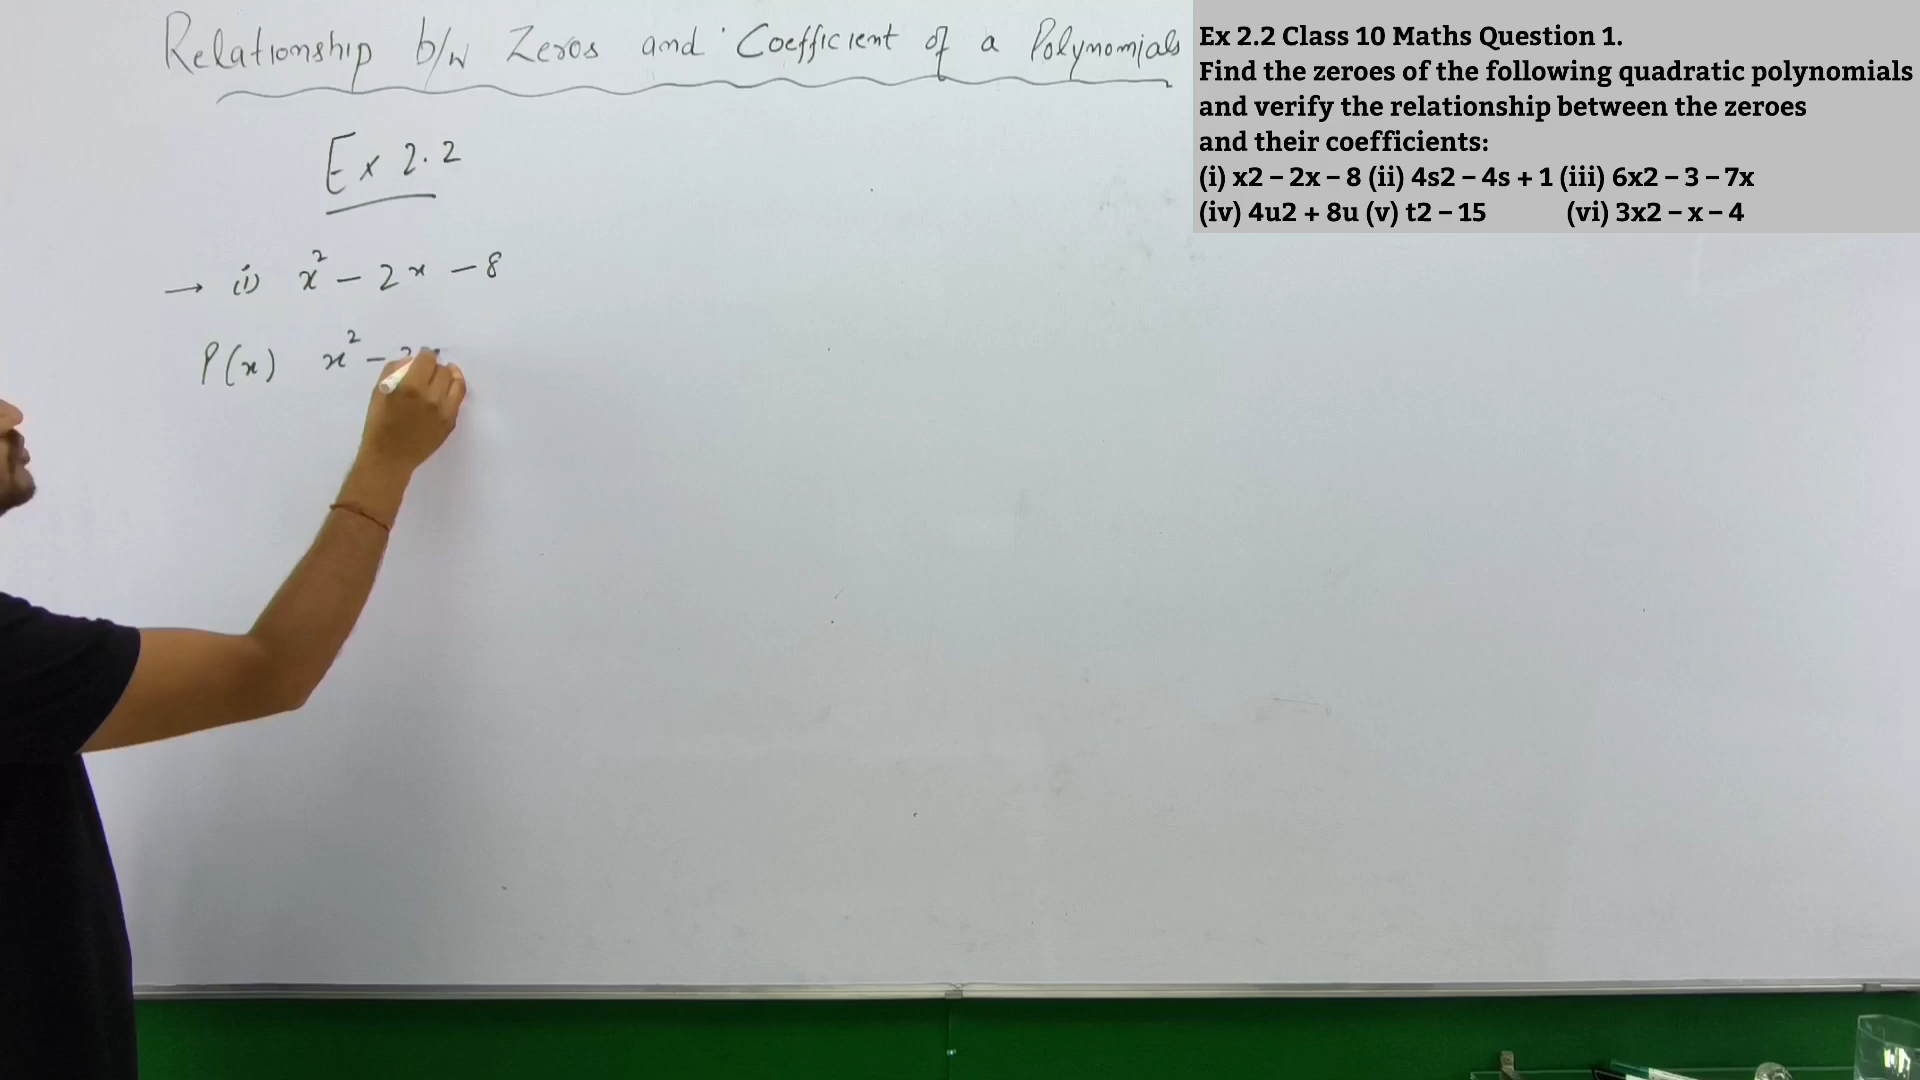 Relationship b/w Zeros and Coefficient of a Polynomials
Ex 2.2 Class 10 Maths Question 1.
Find the zeroes of the following quadratic polynomials
and verify the relationship between the zeroes
and their coefficients:
(i) x2 – 2x – 8 (ii) 4s2 – 4s + 1 (iii) 6x2 – 3 – 7x
(iv) 4u2 + 8u (v) t2 – 15 (vi) 3x2 – x – 4
Ex 2.2
→ (i) x² – 2x – 8
P(x) x² –